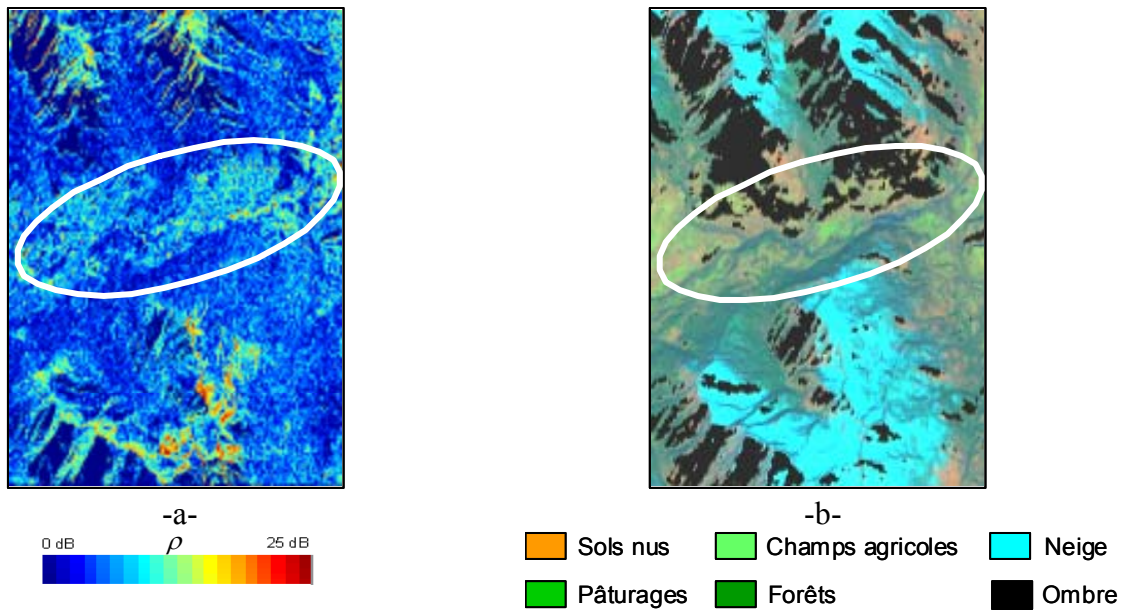 -a-
-b-
0 dB ρ 25 dB
Sols nus
Champs agricoles
Neige
Pâturages
Forêts
Ombre